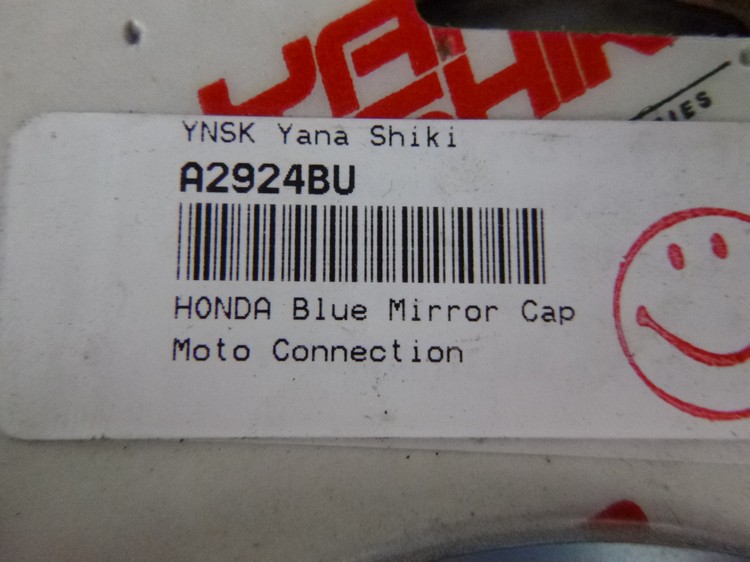 YNSK Yana Shiki
A2924BU
HONDA Blue Mirror Cap
Moto Connection